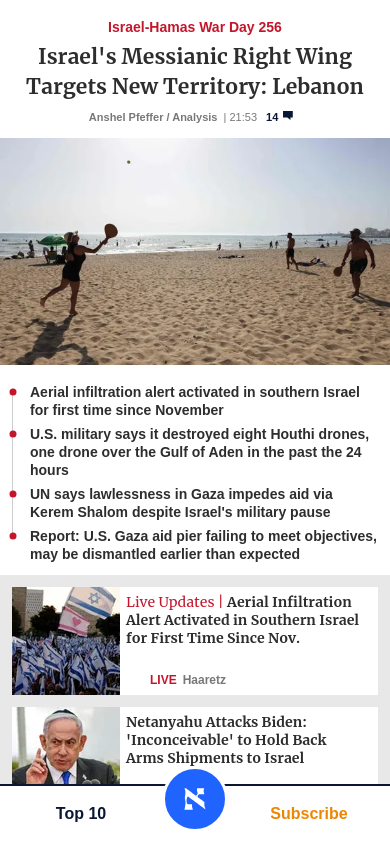 Israel-Hamas War Day 256
Israel's Messianic Right Wing
Targets New Territory: Lebanon
Anshel Pfeffer / Analysis | 21:53 14
Aerial infiltration alert activated in southern Israel
for first time since November
U.S. military says it destroyed eight Houthi drones,
one drone over the Gulf of Aden in the past the 24
hours
UN says lawlessness in Gaza impedes aid via
Kerem Shalom despite Israel's military pause
Report: U.S. Gaza aid pier failing to meet objectives,
may be dismantled earlier than expected
Live Updates | Aerial Infiltration
Alert Activated in Southern Israel
for First Time Since Nov.
LIVE Haaretz
Netanyahu Attacks Biden:
'Inconceivable' to Hold Back
Arms Shipments to Israel
Top 10
Subscribe